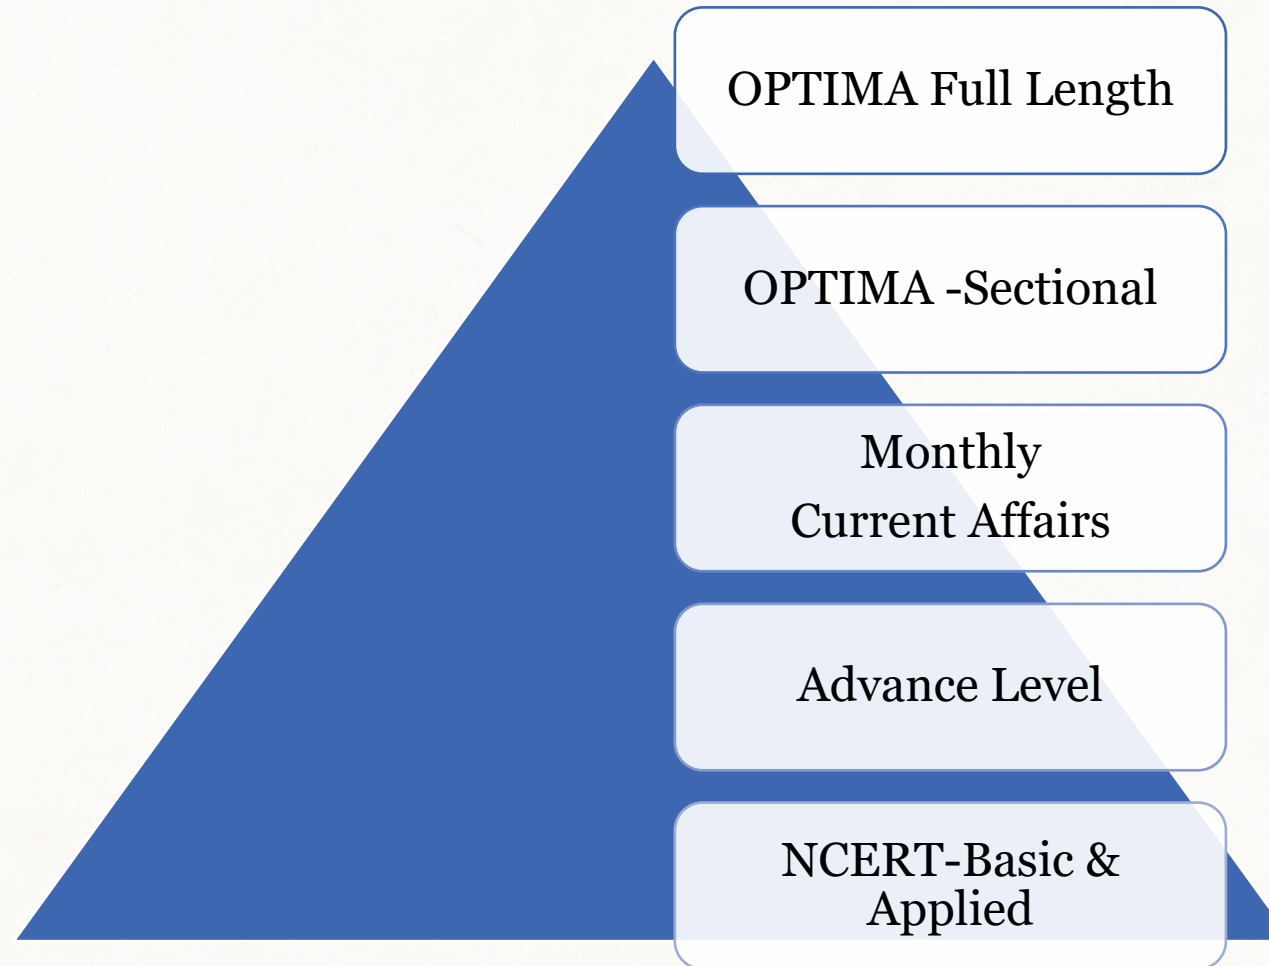 OPTIMA Full Length
OPTIMA -Sectional
Monthly
Current Affairs
Advance Level
NCERT-Basic &
Applied